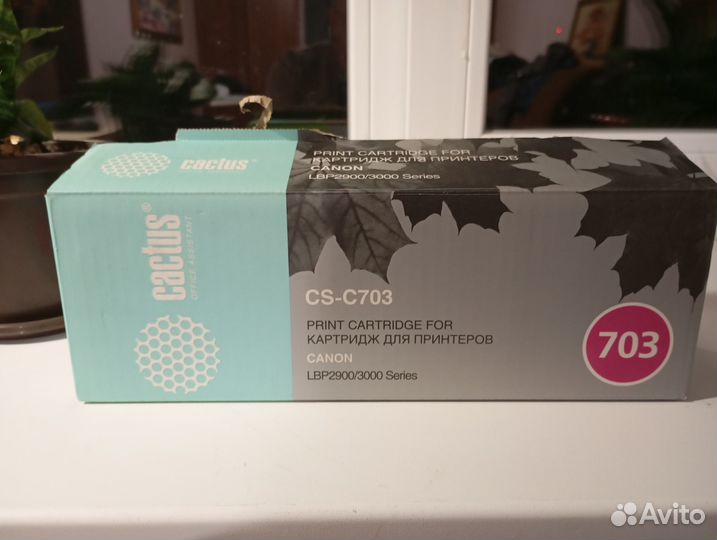 cactus®
PRINT CARTRIDGE FOR
КАРТРИДЖ ДЛЯ ПРИНТЕРОВ
CANON
LBP2900/3000 Series
cactus®
OFFICE ASSISTANT
CS-C703
PRINT CARTRIDGE FOR
КАРТРИДЖ ДЛЯ ПРИНТЕРОВ
CANON
LBP2900/3000 Series
703
Avito